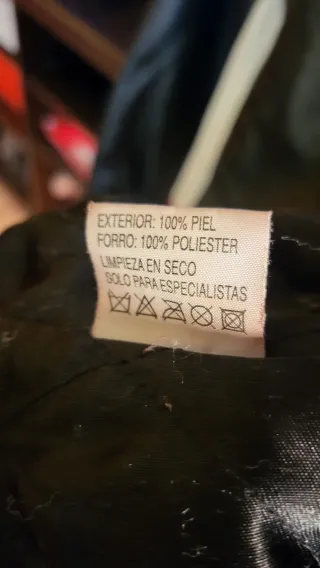 EXTERIOR: 100% PIEL
FORRO: 100% POLIESTER
LIMPIEZA EN SECO
SOLO PARA ESPECIALISTAS